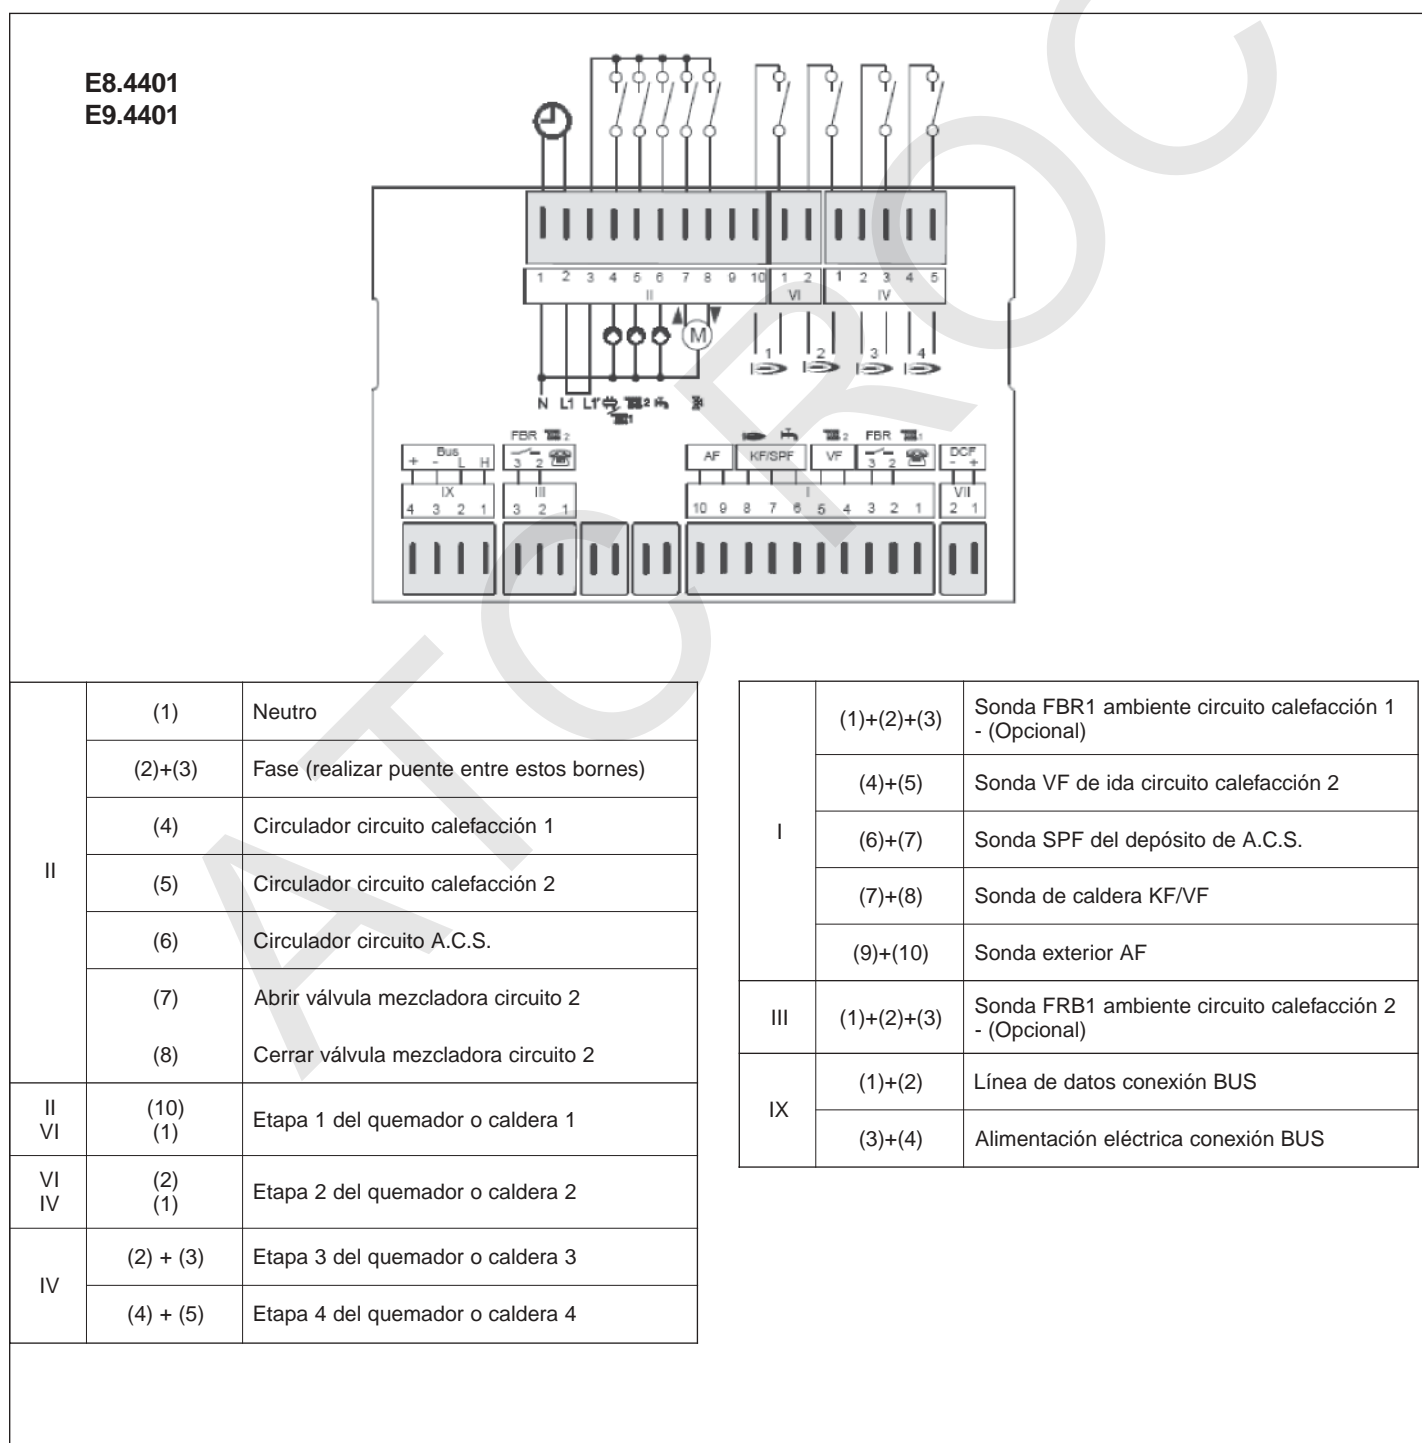 E8.4401
E9.4401
1 2 3 4 5 6 7 8 9 10 1 2 1 2 3 4 5
II VI IV
M 1 2 3 4
N L1 L1' 2
1
FBR 2 2 FBR 1
Bus AF KF/SPF VF DCF
+ - L H 3 2 3 2 - +
IX III I VII
4 3 2 1 3 2 1 10 9 8 7 6 5 4 3 2 1 2 1
II
(1) Neutro
(2)+(3) Fase (realizar puente entre estos bornes)
(4) Circulador circuito calefacción 1
(5) Circulador circuito calefacción 2
(6) Circulador circuito A.C.S.
(7) Abrir válvula mezcladora circuito 2
(8) Cerrar válvula mezcladora circuito 2
II (10)
VI (1)
Etapa 1 del quemador o caldera 1
VI (2)
IV (1)
Etapa 2 del quemador o caldera 2
IV
(2) + (3) Etapa 3 del quemador o caldera 3
(4) + (5) Etapa 4 del quemador o caldera 4
I
(1)+(2)+(3) Sonda FBR1 ambiente circuito calefacción 1
- (Opcional)
(4)+(5) Sonda VF de ida circuito calefacción 2
(6)+(7) Sonda SPF del depósito de A.C.S.
(7)+(8) Sonda de caldera KF/VF
(9)+(10) Sonda exterior AF
III
(1)+(2)+(3) Sonda FRB1 ambiente circuito calefacción 2
- (Opcional)
IX
(1)+(2) Línea de datos conexión BUS
(3)+(4) Alimentación eléctrica conexión BUS
ATC ROC